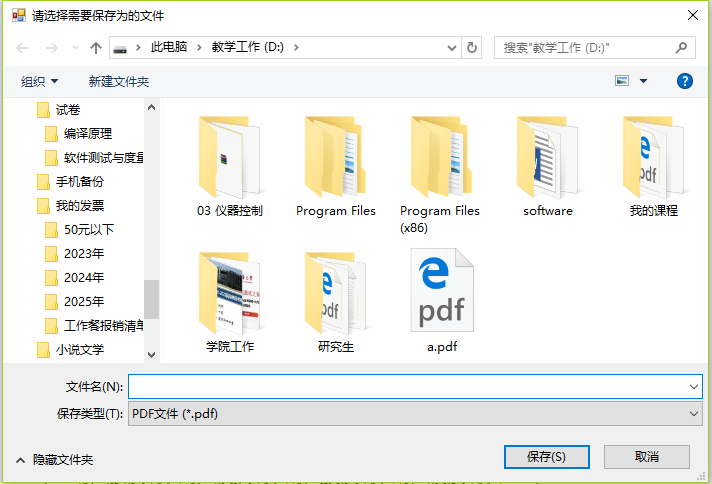 请选择需要保存为的文件
此电脑 教学工作 (D:)
搜索"教学工作 (D:)"
组织 新建文件夹
试卷
编译原理
软件测试与度量
手机备份
我的发票
50元以下
2023年
2024年
2025年
工作餐报销清单
小说文学
03 仪器控制
Program Files
Program Files
(x86)
software
我的课程
学院工作
研究生
pdf
a.pdf
文件名(N):
保存类型(T): PDF文件 (*.pdf)
隐藏文件夹
保存(S)
取消